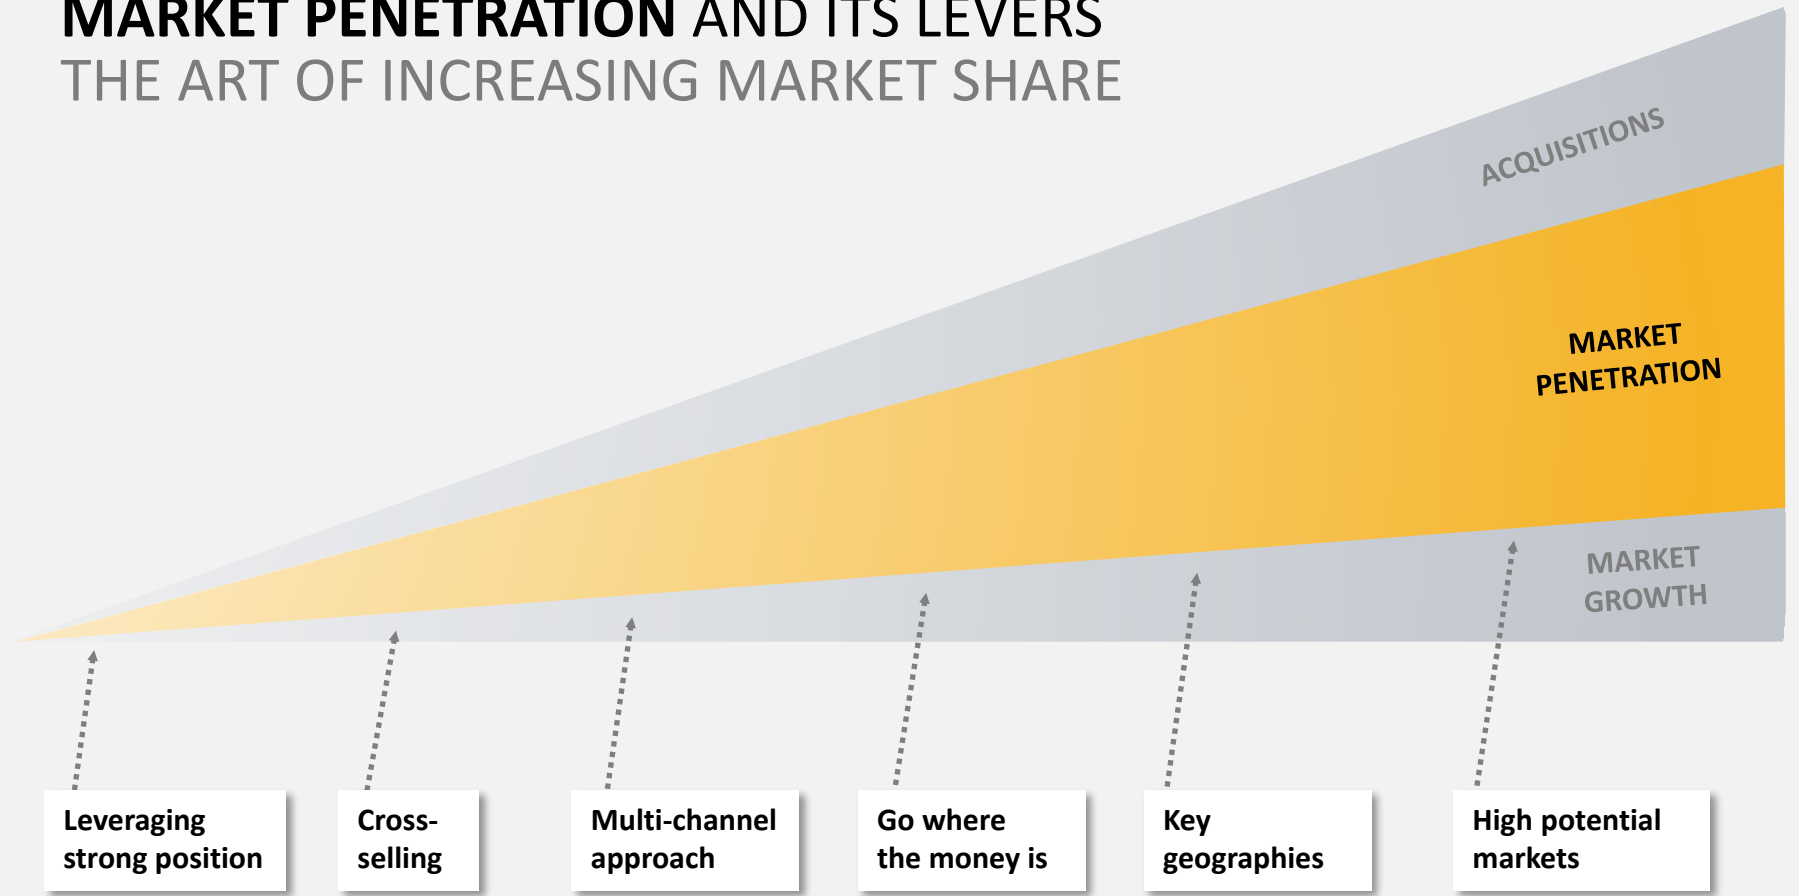 MARKET PENETRATION AND ITS LEVERS
THE ART OF INCREASING MARKET SHARE
ACQUISITIONS
MARKET
PENETRATION
MARKET
GROWTH
Leveraging
strong position
Cross-
selling
Multi-channel
approach
Go where
the money is
Key
geographies
High potential
markets